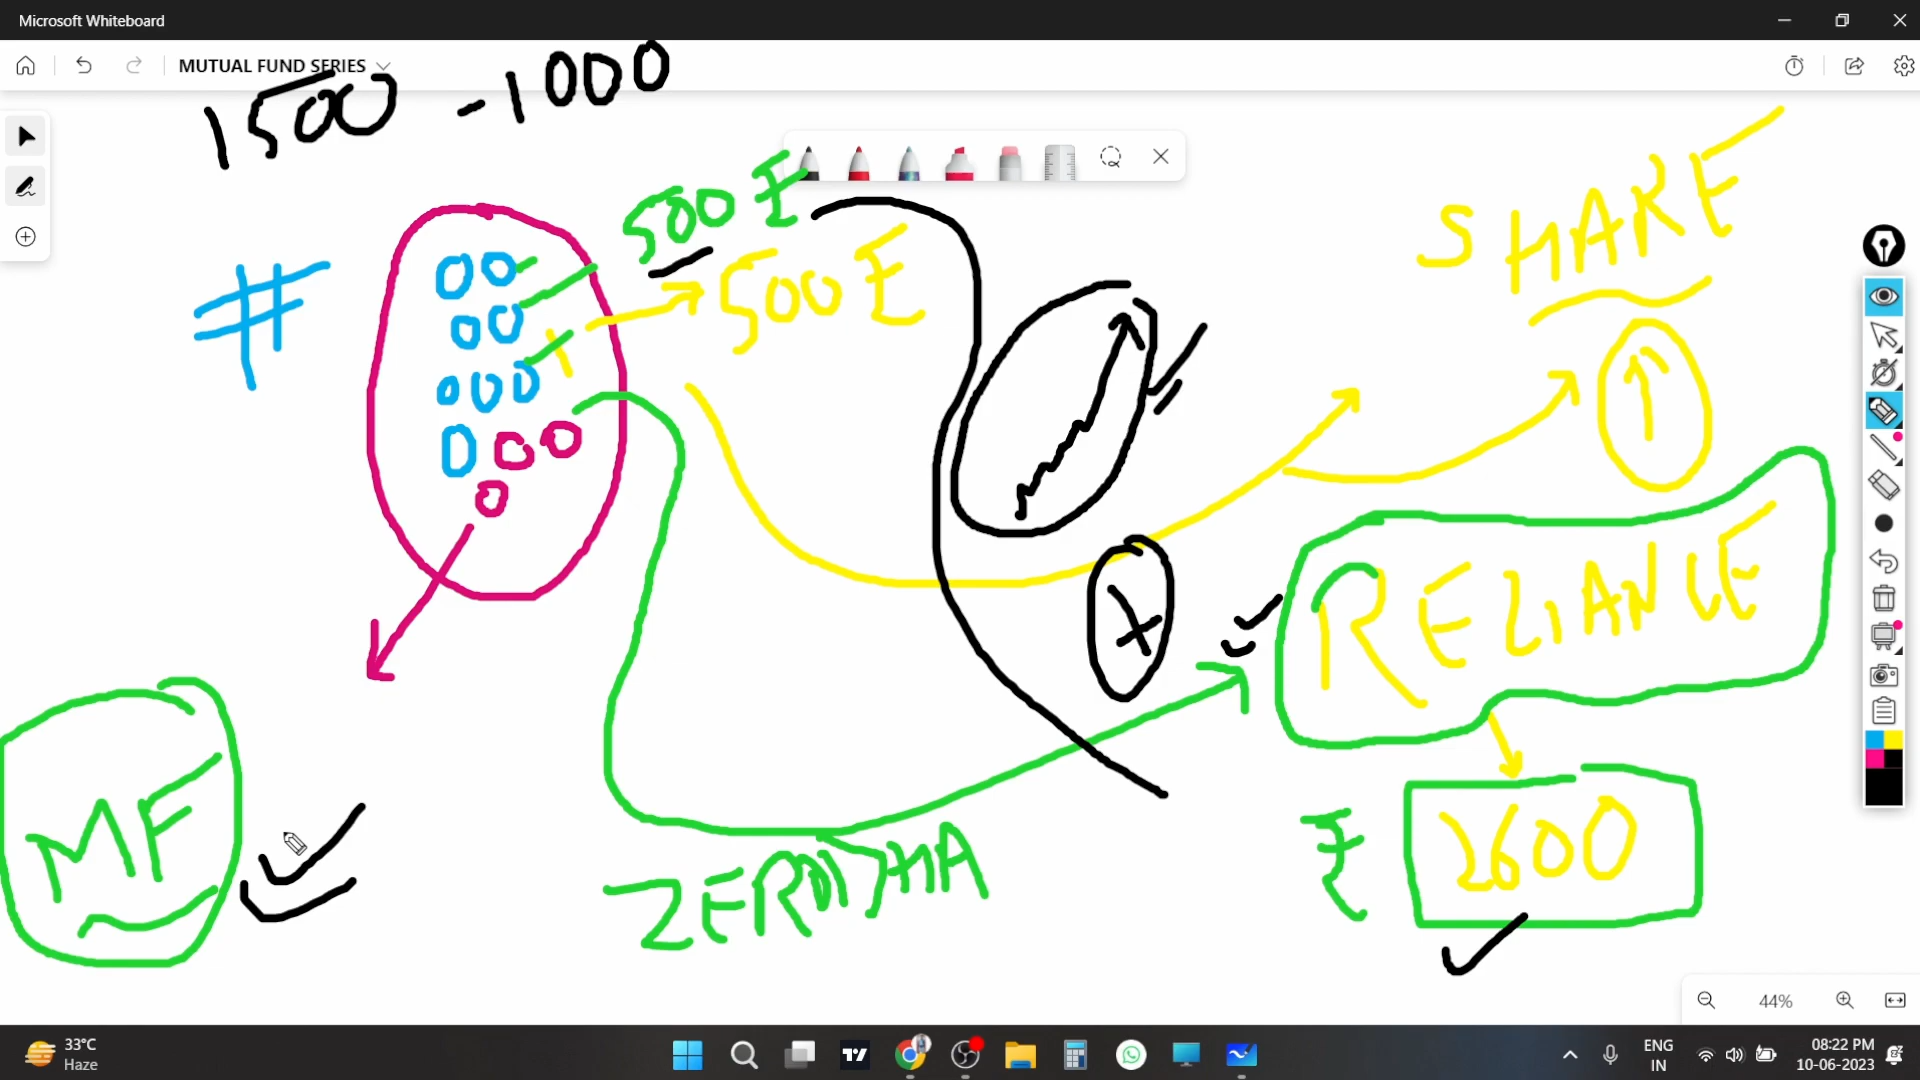 Microsoft Whiteboard
MUTUAL FUND SERIES
1500 - 1000
500 E
500 E
SHARE
#
RELIANCE
MF
ZERODHA
₹ 2600
44%
33°C
Haze
ENG
IN
08:22 PM
10-06-2023